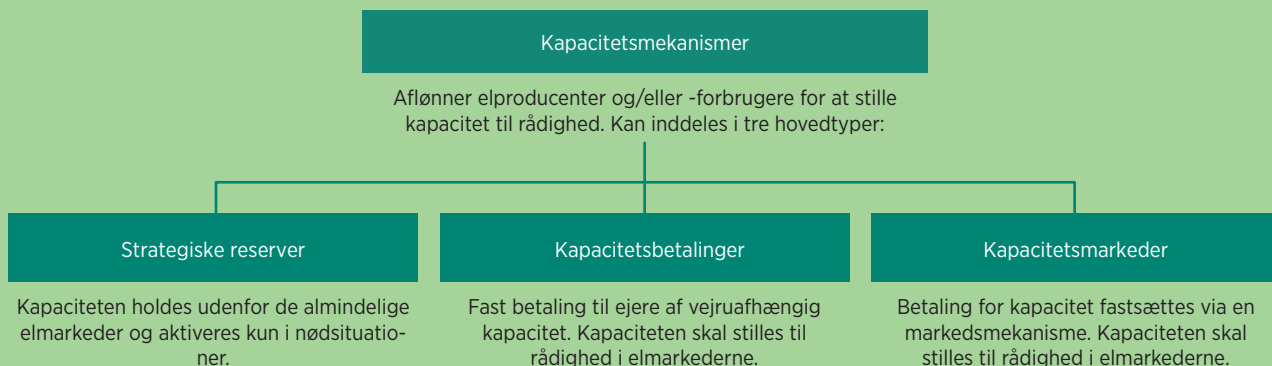 Kapacitetsmekanismer
Aflønner elproducenter og/eller -forbrugere for at stille
kapacitet til rådighed. Kan inddeles i tre hovedtyper:
Strategiske reserver
Kapaciteten holdes udenfor de almindelige
elmarkeder og aktiveres kun i nødsituatio-
ner.
Kapacitetsbetalinger
Fast betaling til ejere af vejruafhængig
kapacitet. Kapaciteten skal stilles til
rådighed i elmarkederne.
Kapacitetsmarkeder
Betaling for kapacitet fastsættes via en
markedsmekanisme. Kapaciteten skal
stilles til rådighed i elmarkederne.